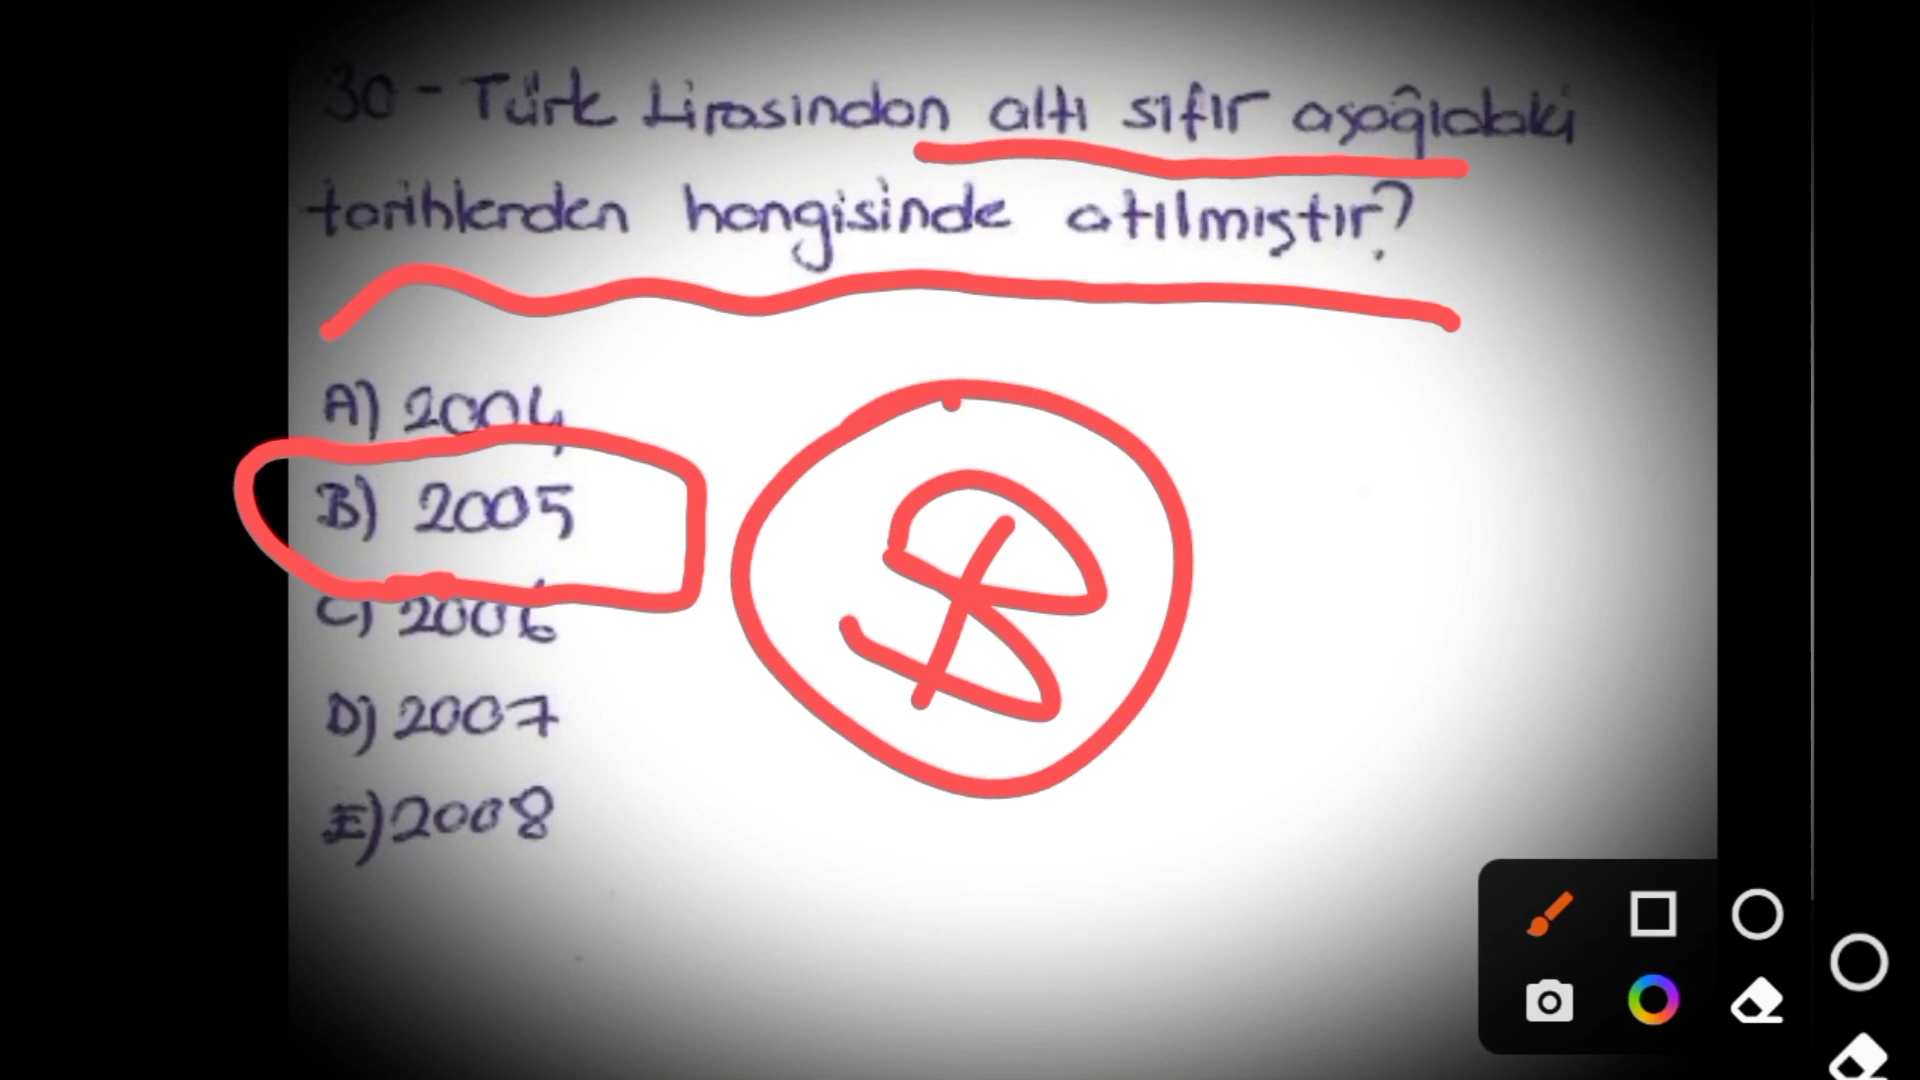 30 - Türk Lirasından altı sıfır aşağıdaki
tarihlerden hangisinde atılmıştır?
A) 2004
B) 2005
C) 2006
D) 2007
E) 2008
$